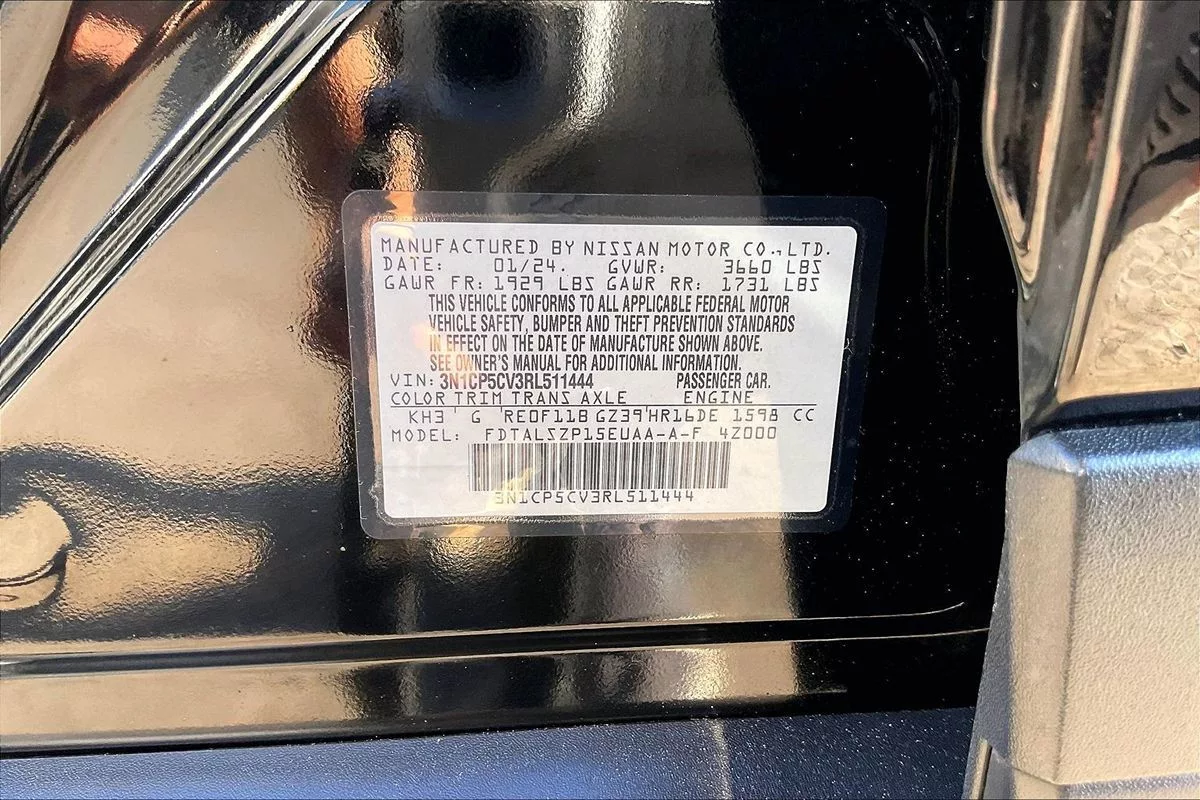 MANUFACTURED BY NISSAN MOTOR CO., LTD.
DATE: 01/24. GVWR: 3660 LBS
GAWR FR: 1929 LBS GAWR RR: 1731 LBS
THIS VEHICLE CONFORMS TO ALL APPLICABLE FEDERAL MOTOR
VEHICLE SAFETY, BUMPER AND THEFT PREVENTION STANDARDS
IN EFFECT ON THE DATE OF MANUFACTURE SHOWN ABOVE.
SEE OWNER'S MANUAL FOR ADDITIONAL INFORMATION.
VIN: 3N1CP5CV3RL511444 PASSENGER CAR.
COLOR TRIM TRANS AXLE ENGINE
KH3 G RE0F11B GZ39 HR16DE 1598 CC
MODEL: FDTALSZP15EUAA-A-F 4Z000
3N1CP5CV3RL511444